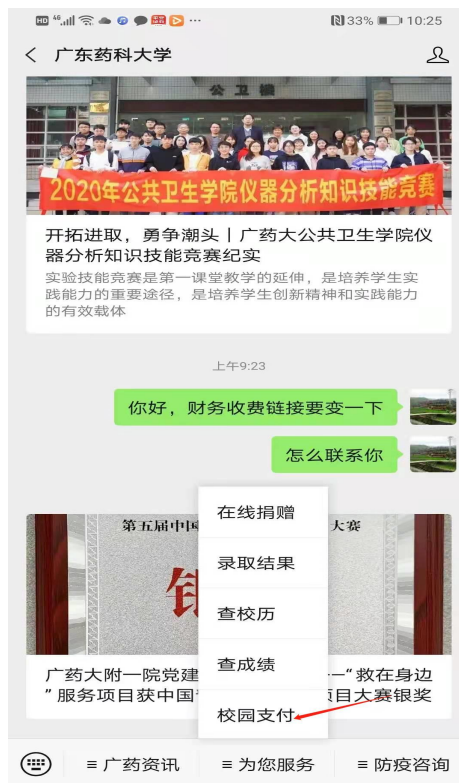 HD 46 33% 10:25
广东药科大学
公卫楼
2020年公共卫生学院仪器分析知识技能竞赛
开拓进取，勇争潮头丨广药大公共卫生学院仪
器分析知识技能竞赛纪实
实验技能竞赛是第一课堂教学的延伸，是培养学生实
践能力的重要途径，是培养学生创新精神和实践能力
的有效载体
上午9:23
你好，财务收费链接要变一下
怎么联系你
第五届中国
大赛
银
在线捐赠
录取结果
查校历
查成绩
校园支付
广药大附一院党建
一“救在身边
”服务项目获中国
项目大赛银奖
广药资讯
为您服务
防疫咨询